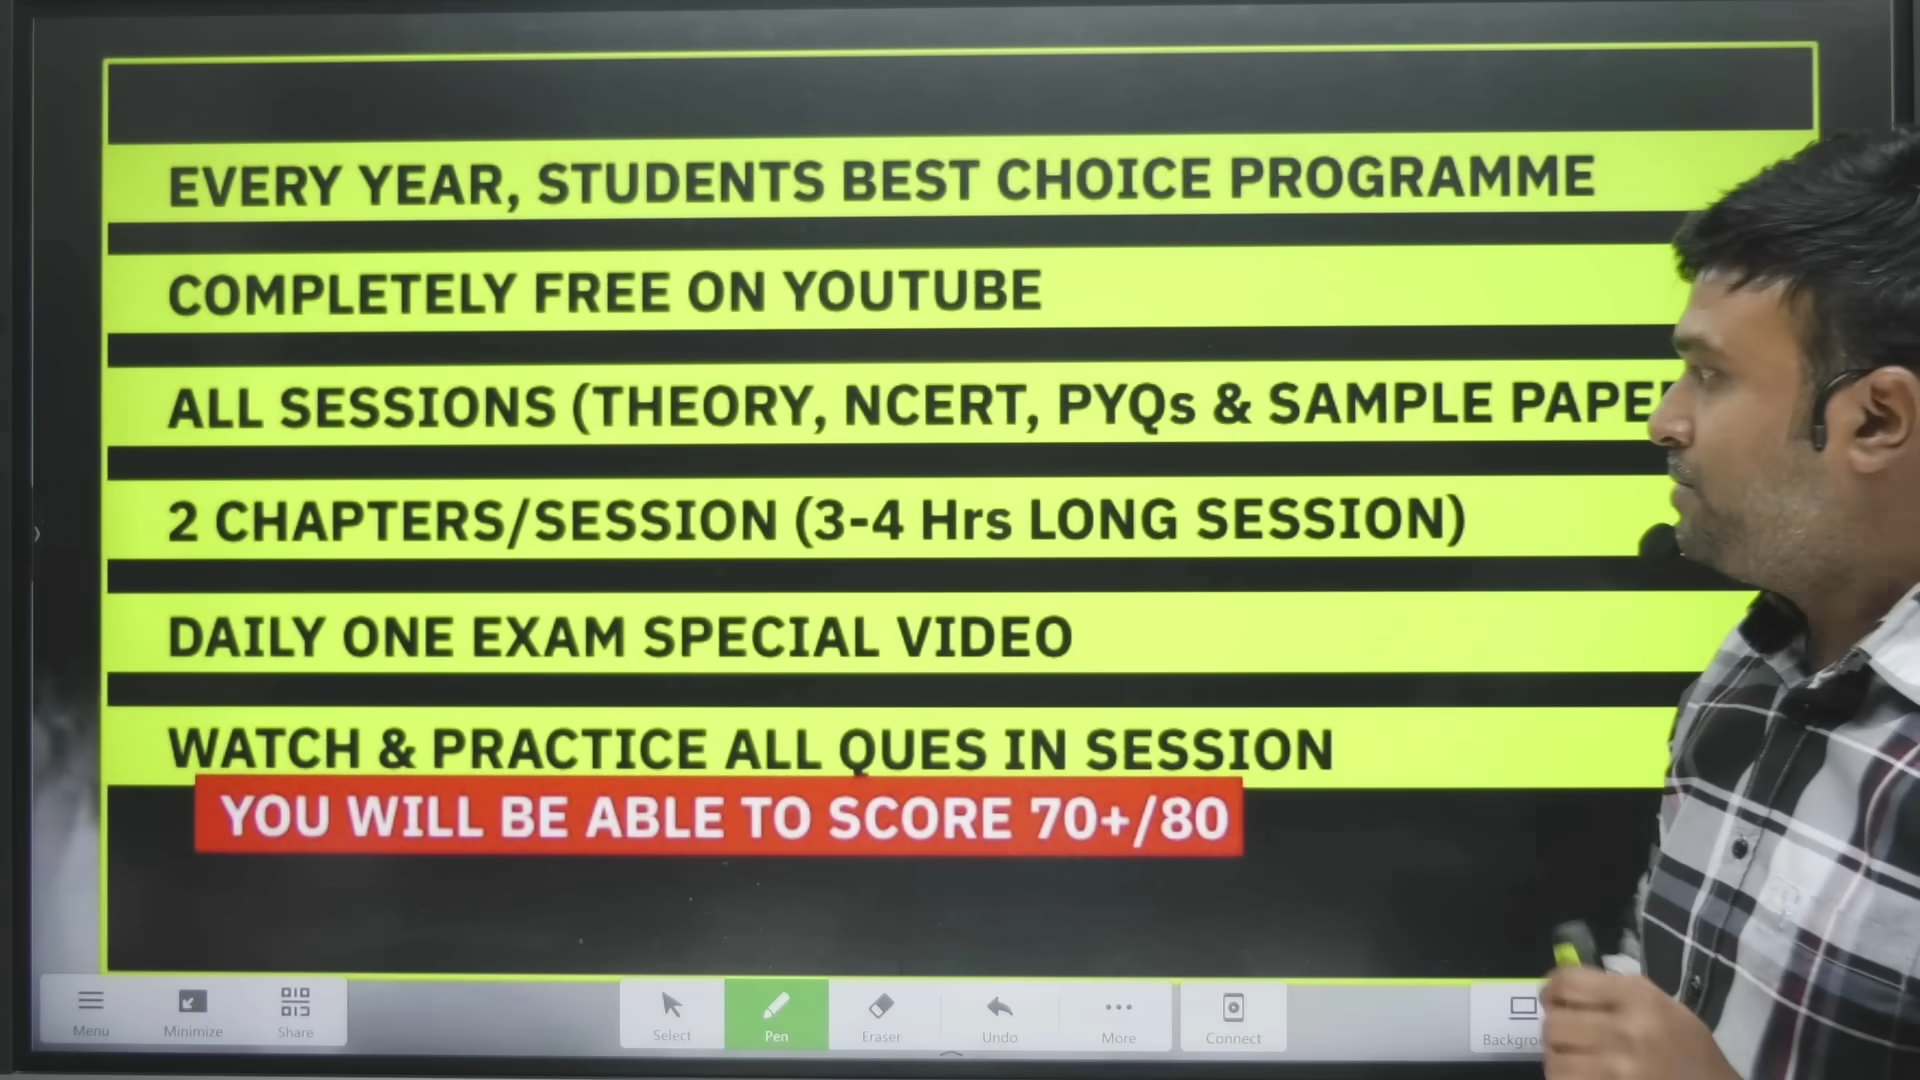 EVERY YEAR, STUDENTS BEST CHOICE PROGRAMME
COMPLETELY FREE ON YOUTUBE
ALL SESSIONS (THEORY, NCERT, PYQs & SAMPLE
2 CHAPTERS/SESSION (3-4 Hrs LONG SESSION)
DAILY ONE EXAM SPECIAL VIDEO
WATCH & PRACTICE ALL QUES IN SESSION
YOU WILL BE ABLE TO SCORE 70+/80
Menu Minimize Share Select Pen Eraser Undo More Connect